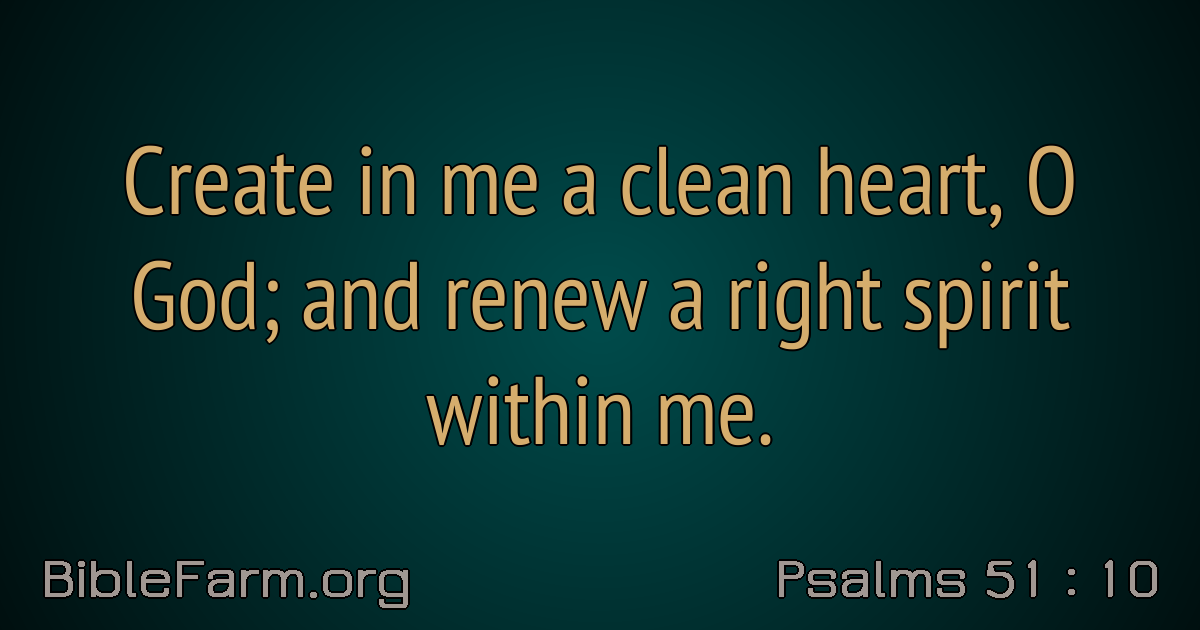 Create in me a clean heart, O
God; and renew a right spirit
within me.
BibleFarm.org
Psalms 51 : 10